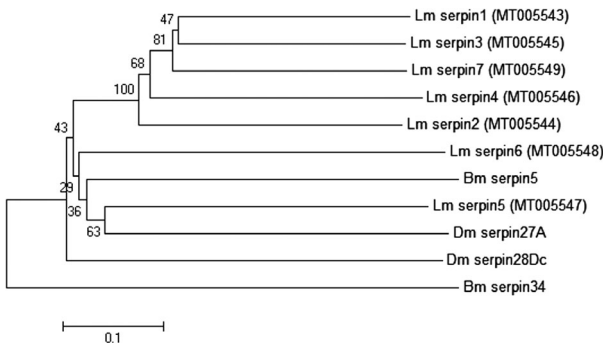 47
Lm serpin1 (MT005543)
81
Lm serpin3 (MT005545)
68
Lm serpin7 (MT005549)
100
Lm serpin4 (MT005546)
43
Lm serpin2 (MT005544)
Lm serpin6 (MT005548)
29
Bm serpin5
36
Lm serpin5 (MT005547)
63
Dm serpin27A
Dm serpin28Dc
Bm serpin34
0.1